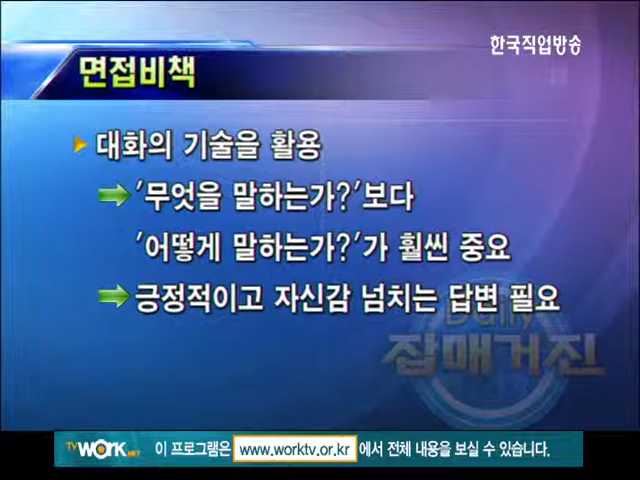 한국직업방송
면접비책
대화의 기술을 활용
'무엇을 말하는가?'보다
'어떻게 말하는가?'가 훨씬 중요
긍정적이고 자신감 넘치는 답변 필요
Daily
잡매거진
TV WORK.NET 이 프로그램은 www.worktv.or.kr 에서 전체 내용을 보실 수 있습니다.